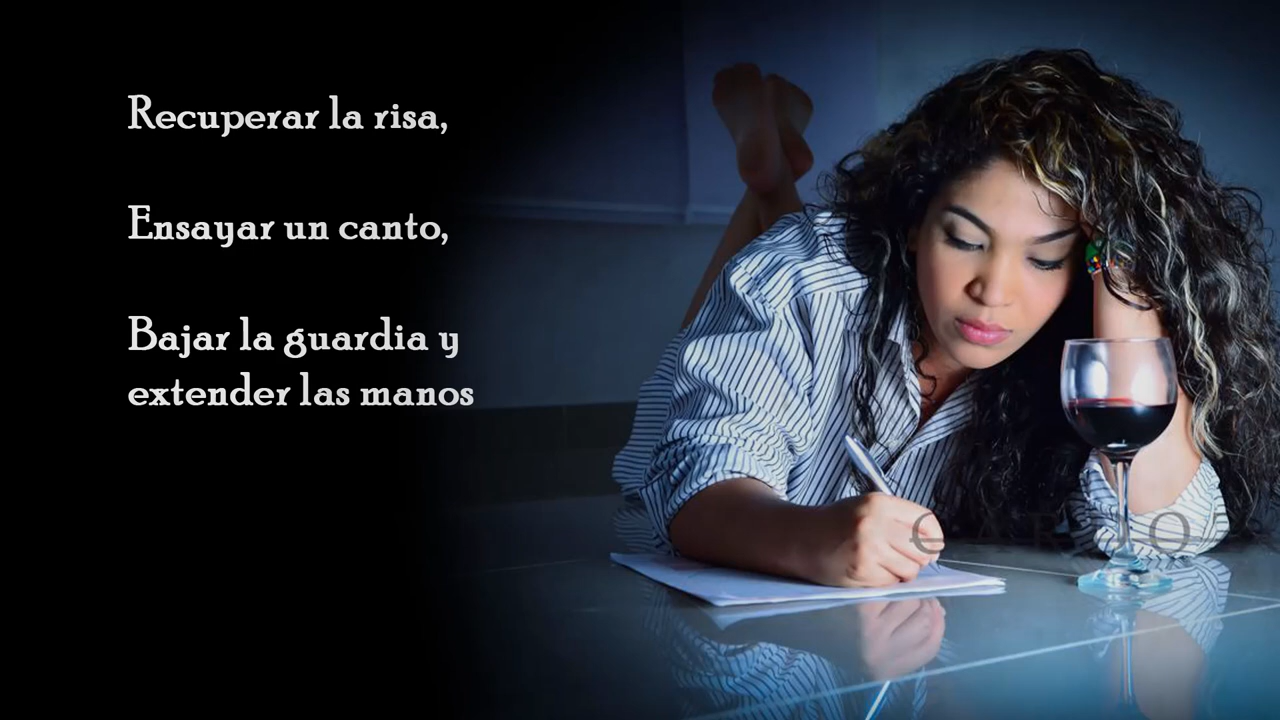 Recuperar la risa,
Ensayar un canto,
Bajar la guardia y
extender las manos